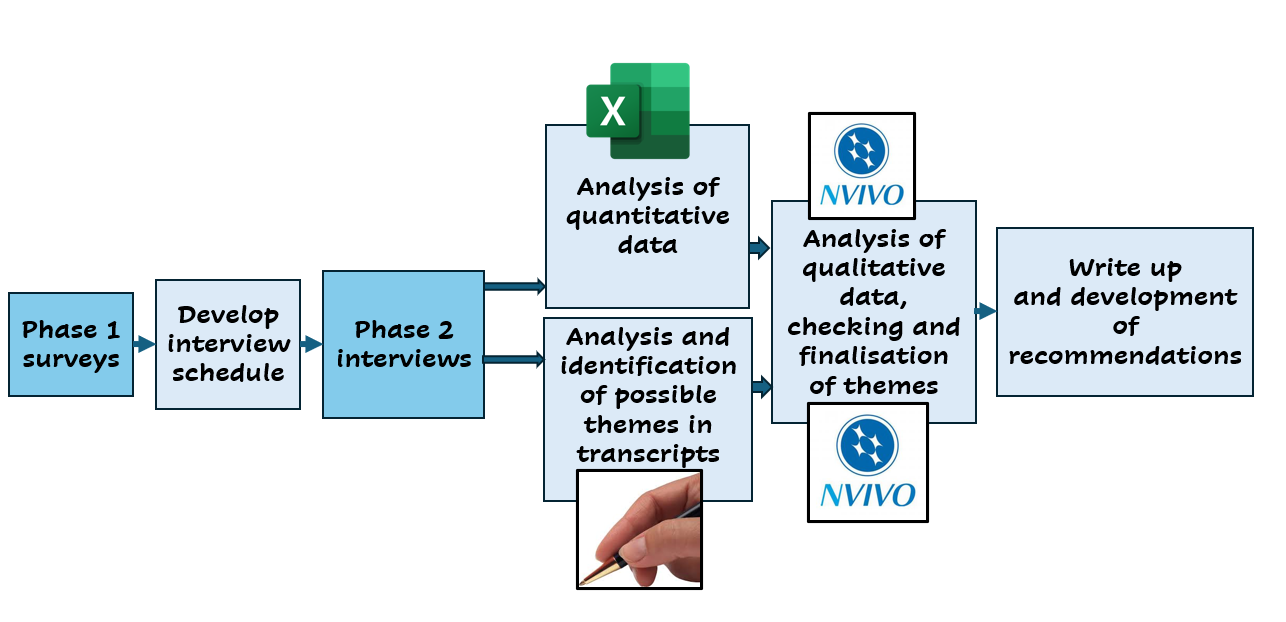 Phase 1
surveys
Develop
interview
schedule
Phase 2
interviews
X
Analysis of
quantitative
data
Analysis and
identification
of possible
themes in
transcripts
NVIVO
Analysis of
qualitative
data,
checking and
finalisation
of themes
NVIVO
Write up
and development
of
recommendations